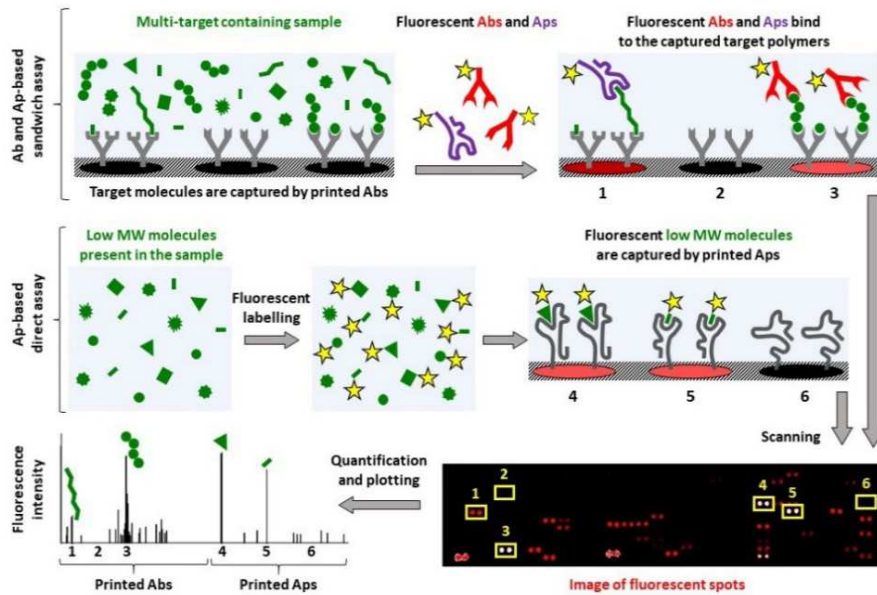 Multi-target containing sample
Fluorescent Abs and Aps
Fluorescent Abs and Aps bind
to the captured target polymers
Ab and Ap-based
sandwich assay
Target molecules are captured by printed Abs
1
2
3
Low MW molecules
present in the sample
Fluorescent low MW molecules
are captured by printed Aps
Ap-based
direct assay
Fluorescent
labelling
4
5
6
Scanning
Quantification
and plotting
Fluorescence
intensity
1
2
3
4
5
6
1
2
3
4
5
6
Printed Abs
Printed Aps
Image of fluorescent spots